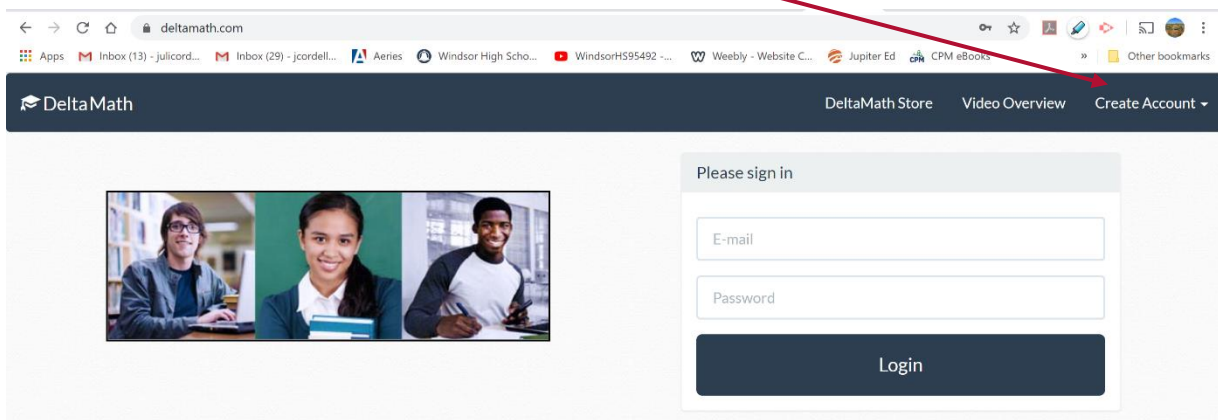 deltamath.com
Apps Inbox (13) - julicord... Inbox (29) - jcordell... Aeries Windsor High Scho... WindsorHS95492 -... Weebly - Website C... Jupiter Ed CPM CPM eBooks » Other bookmarks
DeltaMath DeltaMath Store Video Overview Create Account
Please sign in
E-mail
Password
Login